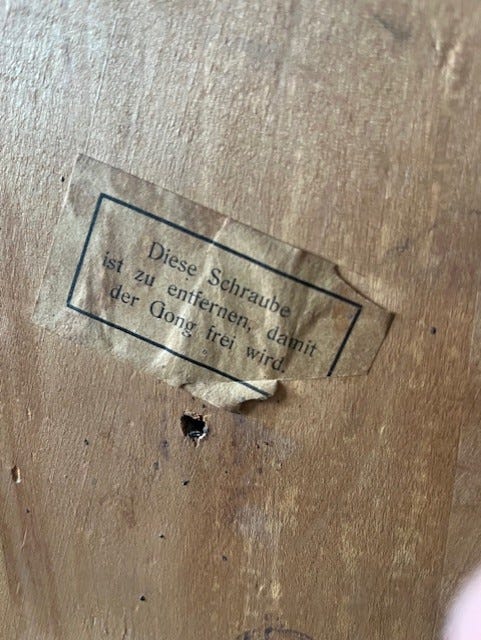 Diese Schraube
ist zu entfernen, damit
der Gong frei wird.